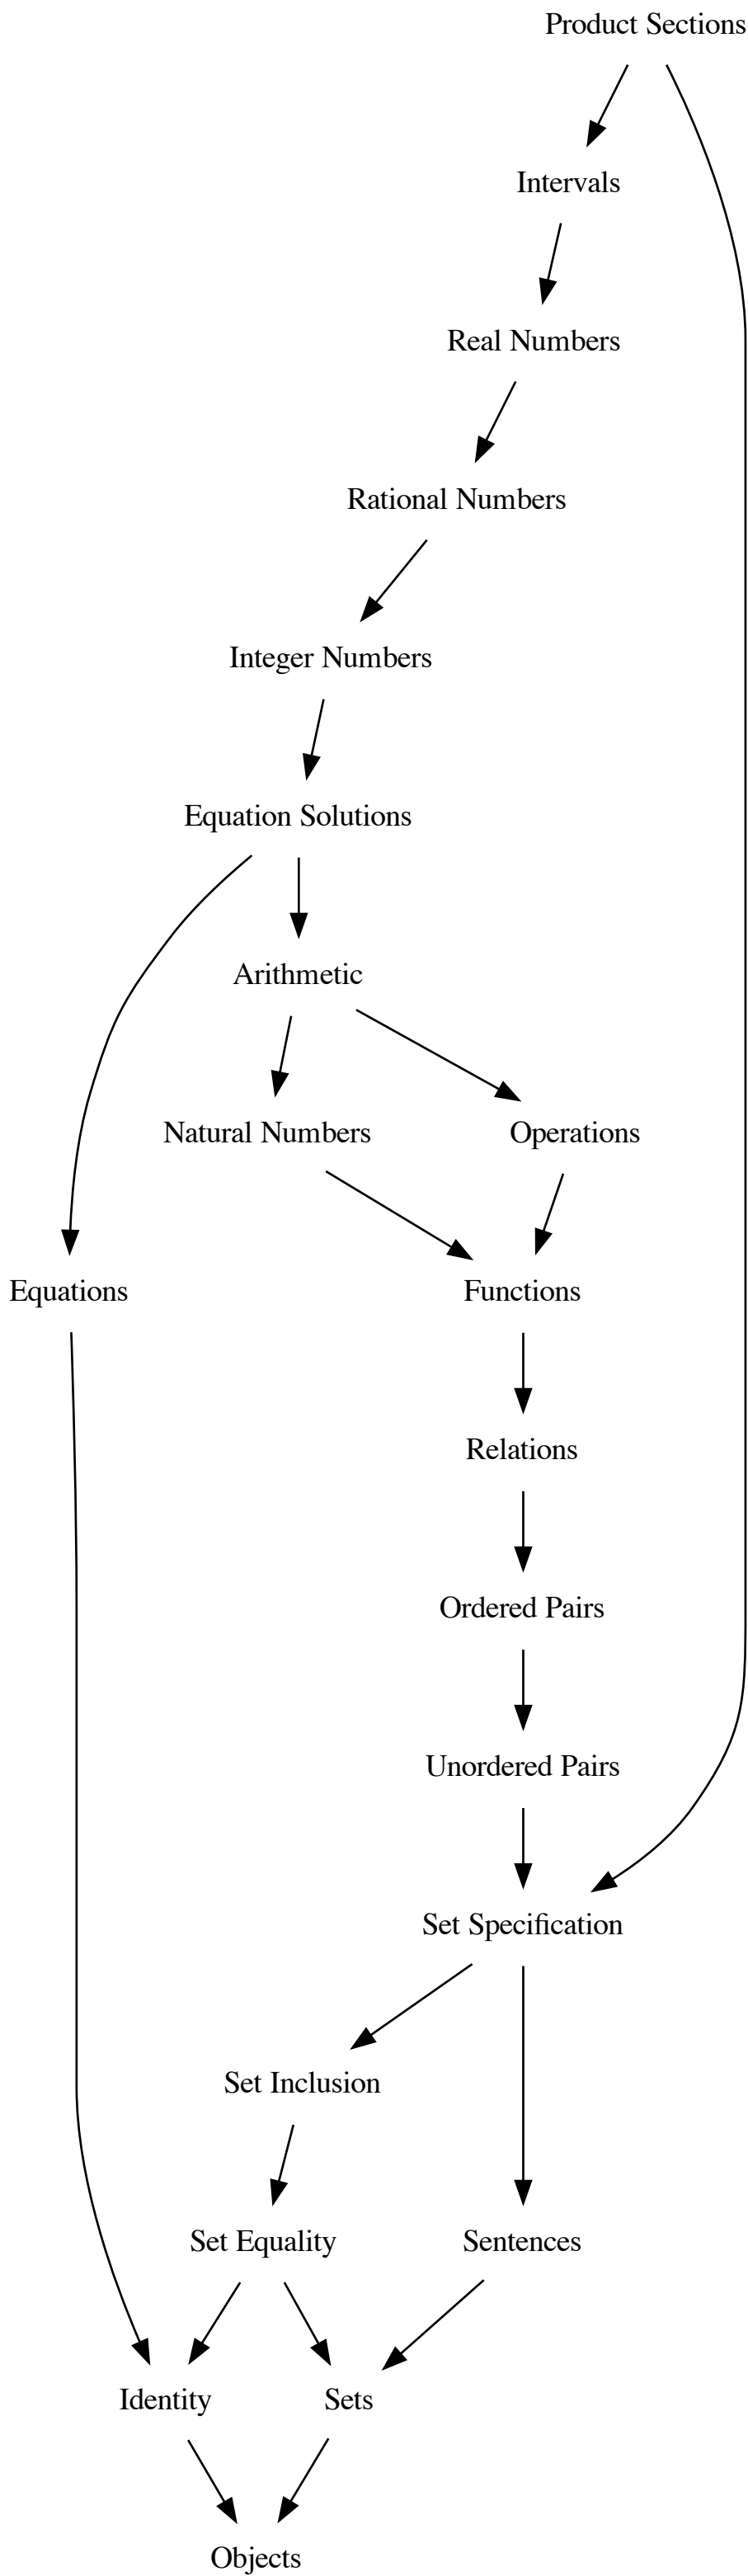 Product Sections
Intervals
Real Numbers
Rational Numbers
Integer Numbers
Equation Solutions
Arithmetic
Natural Numbers
Operations
Equations
Functions
Relations
Ordered Pairs
Unordered Pairs
Set Specification
Set Inclusion
Set Equality
Sentences
Identity
Sets
Objects